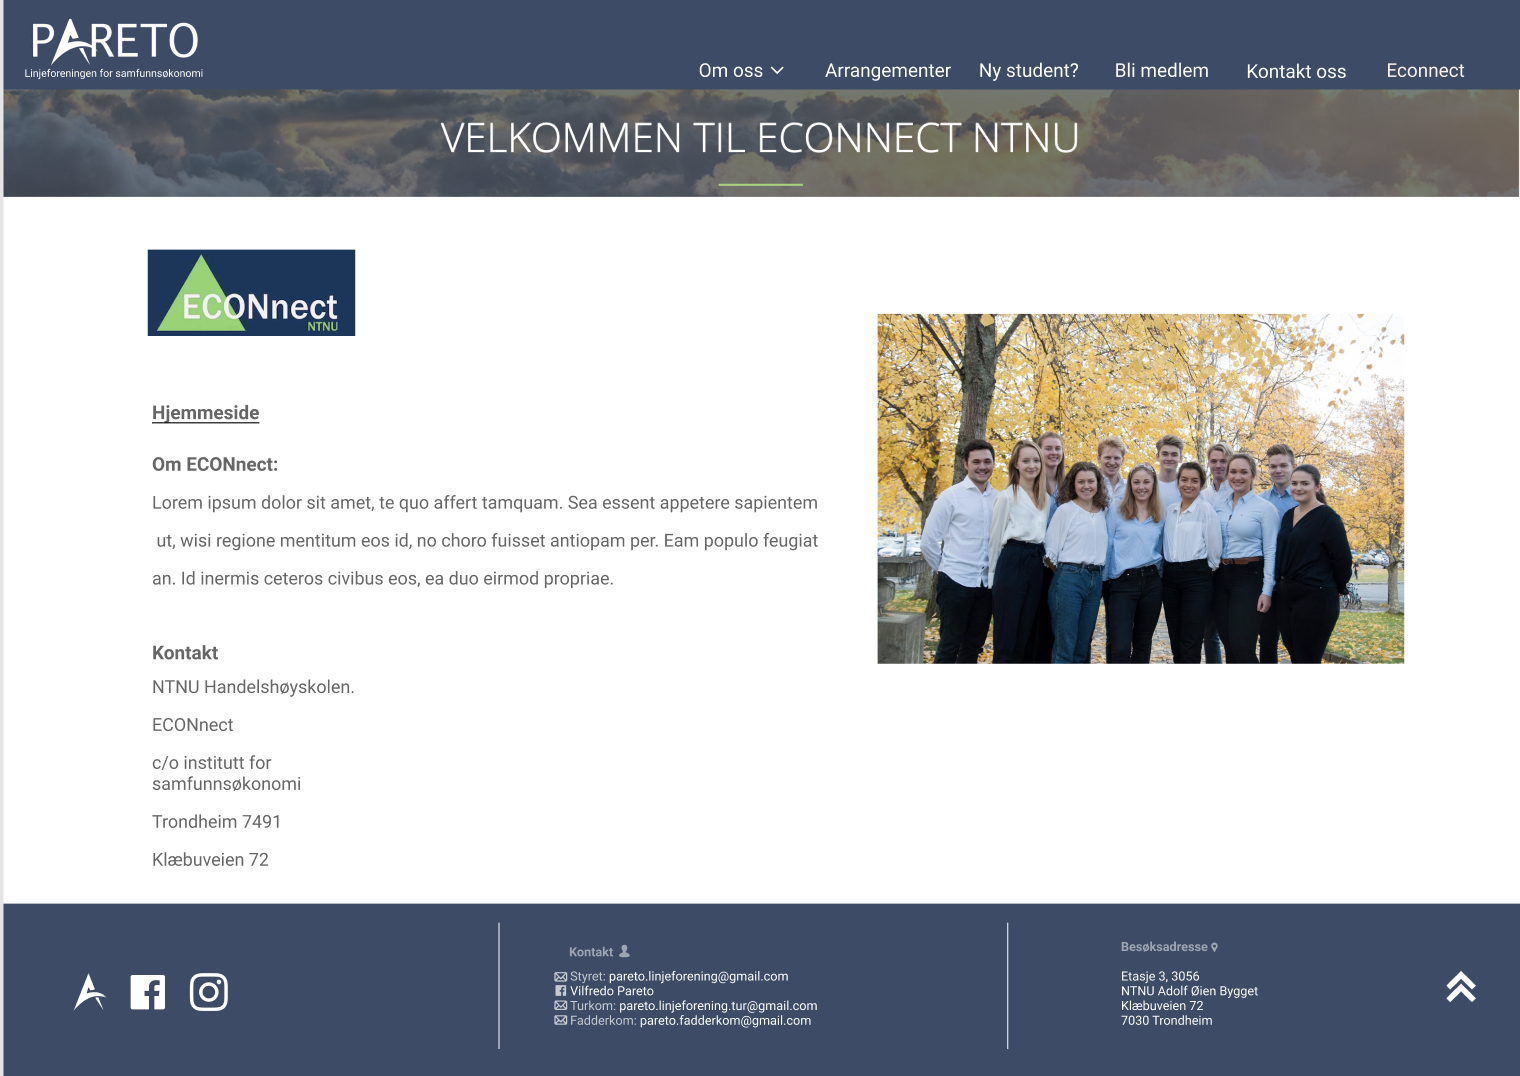 PARETO
Linjeforeningen for samfunnsøkonomi
Om oss
Arrangementer
Ny student?
Bli medlem
Kontakt oss
Econnect
VELKOMMEN TIL ECONNECT NTNU
ECONnect
NTNU
Hjemmeside
Om ECONnect:
Lorem ipsum dolor sit amet, te quo affert tamquam. Sea essent appetere sapientem
ut, wisi regione mentitum eos id, no choro fuisset antiopam per. Eam populo feugiat
an. Id inermis ceteros civibus eos, ea duo eirmod propriae.
Kontakt
NTNU Handelshøyskolen.
ECONnect
c/o institutt for
samfunnsøkonomi
Trondheim 7491
Klæbuveien 72
Kontakt
Styret: pareto.linjeforening@gmail.com
Vilfredo Pareto
Turkom: pareto.linjeforening.tur@gmail.com
Fadderkom: pareto.fadderkom@gmail.com
Besøksadresse
Etasje 3, 3056
NTNU Adolf Øien Bygget
Klæbuveien 72
7030 Trondheim